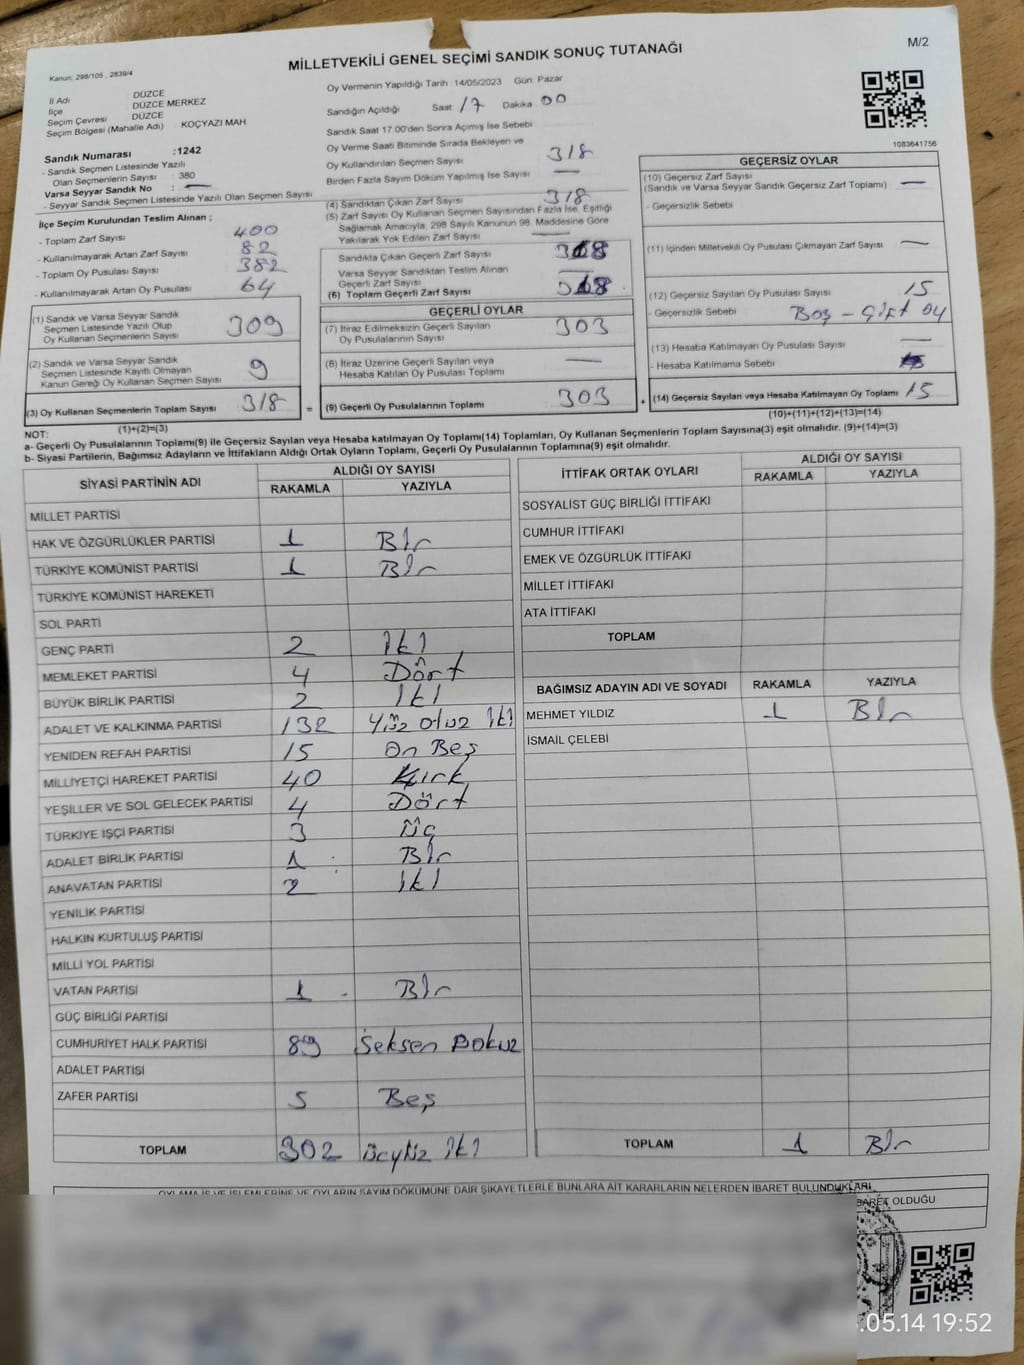 M/2
MİLLETVEKİLİ GENEL SEÇİMİ SANDIK SONUÇ TUTANAĞI
Kanun: 298/105 , 2839/4
İl Adı DÜZCE
İlçe DÜZCE MERKEZ
Seçim Çevresi DÜZCE
Seçim Bölgesi (Mahalle Adı) : KOÇYAZI MAH.
Sandık Numarası :1242
- Sandık Seçmen Listesinde Yazılı
Olan Seçmenlerin Sayısı : 380
Varsa Seyyar Sandık No : —
- Seyyar Sandık Seçmen Listesinde Yazılı Olan Seçmen Sayısı
İlçe Seçim Kurulundan Teslim Alınan ;
- Toplam Zarf Sayısı 400
- Kullanılmayarak Artan Zarf Sayısı 82
- Toplam Oy Pusulası Sayısı 382
- Kullanılmayarak Artan Oy Pusulası 64
(1) Sandık ve Varsa Seyyar Sandık
Seçmen Listesinde Yazılı Olup
Oy Kullanan Seçmenlerin Sayısı 309
(2) Sandık ve Varsa Seyyar Sandık
Seçmen Listesinde Kayıtlı Olmayan
Kanun Gereği Oy Kullanan Seçmen Sayısı 9
(3) Oy Kullanan Seçmenlerin Toplam Sayısı 318
(1)+(2)=(3)
Oy Vermenin Yapıldığı Tarih 14/05/2023 Gün: Pazar
Sandığın Açıldığı Saat 17 Dakika 00
Sandık Saat 17.00'den Sonra Açımış İse Sebebi
Oy Verme Saati Bitiminde Sırada Bekleyen ve
Oy Kullandırılan Seçmen Sayısı 318
Birden Fazla Sayım Döküm Yapılmış İse Sayısı —
(4) Sandıktan Çıkan Zarf Sayısı 318
(5) Zarf Sayısı Oy Kullanan Seçmen Sayısından Fazla İse, Eşitliği
Sağlamak Amacıyla, 298 Sayılı Kanunun 98. Maddesine Göre
Yakılarak Yok Edilen Zarf Sayısı —
Sandıkta Çıkan Geçerli Zarf Sayısı 318
Varsa Seyyar Sandıktan Teslim Alınan
Geçerli Zarf Sayısı —
(6) Toplam Geçerli Zarf Sayısı 318
GEÇERLİ OYLAR
(7) İtiraz Edilmeksizin Geçerli Sayılan
Oy Pusulalarının Sayısı 303
(8) İtiraz Üzerine Geçerli Sayılan veya
Hesaba Katılan Oy Pusulası Toplamı —
= (9) Geçerli Oy Pusulalarının Toplamı 303
1083641756
GEÇERSİZ OYLAR
(10) Geçersiz Zarf Sayısı
(Sandık ve Varsa Seyyar Sandık Geçersiz Zarf Toplamı) —
- Geçersizlik Sebebi
(11) İçinden Milletvekili Oy Pusulası Çıkmayan Zarf Sayısı —
(12) Geçersiz Sayılan Oy Pusulası Sayısı 15
- Geçersizlik Sebebi Boş - Çift oy
(13) Hesaba Katılmayan Oy Pusulası Sayısı —
- Hesaba Katılmama Sebebi
+ (14) Geçersiz Sayılan veya Hesaba Katılmayan Oy Toplamı 15
(10)+(11)+(12)+(13)=(14)
NOT:
a- Geçerli Oy Pusulalarının Toplamı(9) ile Geçersiz Sayılan veya Hesaba katılmayan Oy Toplamı(14) Toplamları, Oy Kullanan Seçmenlerin Toplam Sayısına(3) eşit olmalıdır. (9)+(14)=(3)
b- Siyasi Partilerin, Bağımsız Adayların ve İttifakların Aldığı Ortak Oyların Toplamı, Geçerli Oy Pusulalarının Toplamına(9) eşit olmalıdır.
SİYASİ PARTİNİN ADI ALDIĞI OY SAYISI
RAKAMLA YAZIYLA
MİLLET PARTİSİ
HAK VE ÖZGÜRLÜKLER PARTİSİ 1 Bir
TÜRKİYE KOMÜNİST PARTİSİ 1 Bir
TÜRKİYE KOMÜNİST HAREKETİ
SOL PARTİ
GENÇ PARTİ 2 İki
MEMLEKET PARTİSİ 4 Dört
BÜYÜK BİRLİK PARTİSİ 2 İki
ADALET VE KALKINMA PARTİSİ 132 Yüz otuz İki
YENİDEN REFAH PARTİSİ 15 On Beş
MİLLİYETÇİ HAREKET PARTİSİ 40 Kırk
YEŞİLLER VE SOL GELECEK PARTİSİ 4 Dört
TÜRKİYE İŞÇİ PARTİSİ 3 Üç
ADALET BİRLİK PARTİSİ 1 Bir
ANAVATAN PARTİSİ 2 İki
YENİLİK PARTİSİ
HALKIN KURTULUŞ PARTİSİ
MİLLİ YOL PARTİSİ
VATAN PARTİSİ 1 Bir
GÜÇ BİRLİĞİ PARTİSİ
CUMHURİYET HALK PARTİSİ 89 Seksen Dokuz
ADALET PARTİSİ
ZAFER PARTİSİ 5 Beş
TOPLAM 302 Üçyüz İki
İTTİFAK ORTAK OYLARI ALDIĞI OY SAYISI
RAKAMLA YAZIYLA
SOSYALİST GÜÇ BİRLİĞİ İTTİFAKI
CUMHUR İTTİFAKI
EMEK VE ÖZGÜRLÜK İTTİFAKI
MİLLET İTTİFAKI
ATA İTTİFAKI
TOPLAM
BAĞIMSIZ ADAYIN ADI VE SOYADI RAKAMLA YAZIYLA
MEHMET YILDIZ 1 Bir
İSMAİL ÇELEBİ
TOPLAM 1 Bir
OYLAMA İŞ VE İŞLEMLERİNE VE OYLARIN SAYIM DÖKÜMÜNE DAİR ŞİKAYETLERLE BUNLARA AİT KARARLARIN NELERDEN İBARET BULUNDUKLARI
BARET OLDUĞU
.05.14 19:52